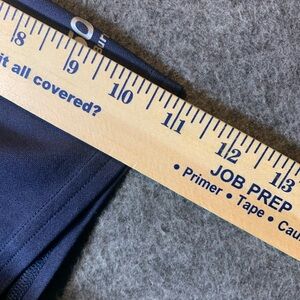 8 9 10 11 12 13
it all covered?
JOB PREP
• Primer • Tape • Cau